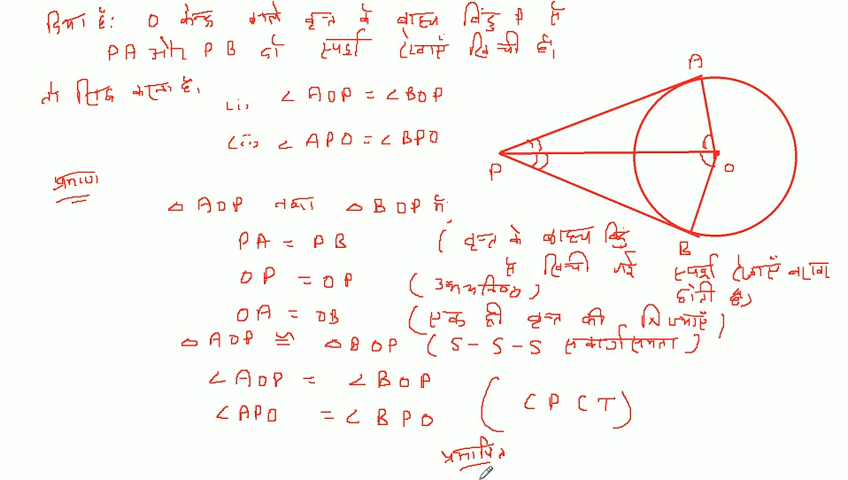 दिया है: O केन्द्र वाले वृत्त के बाह्य बिंदु P से
PA और PB दो स्पर्श रेखाएं खिची है।
तो सिद्ध करना है।
(i) ∠AOP = ∠BOP
(ii) ∠APO = ∠BPO
A
P
O
B
प्रमाण
△AOP तथा △BOP में
PA = PB (वृत्त के बाह्य बिंदु
से खिची गई स्पर्श रेखाएं बराबर
होती है)
OP = OP (उभयनिष्ठ)
OA = OB (एक ही वृत्त की त्रिज्याएँ)
△AOP ≅ △BOP (S-S-S सर्वांगसमता)
∠AOP = ∠BOP
∠APO = ∠BPO (CPCT)
प्रमाणित